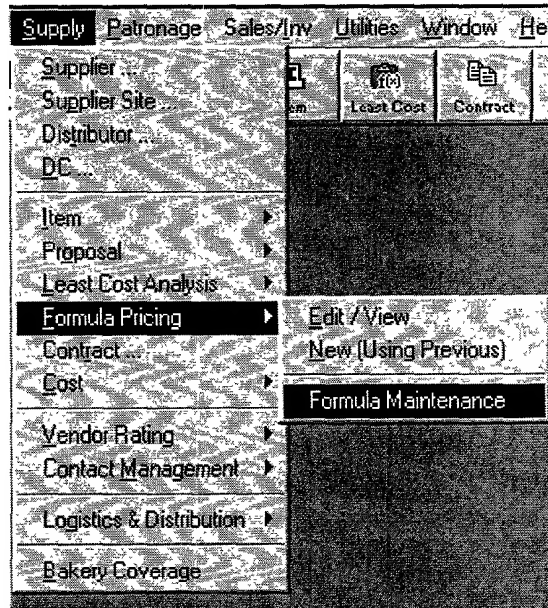 Supply Patronage Sales/Inv Utilities Window He
Supplier ...
Supplier Site ...
Distributor ...
DC ...
Least Cost Contract
Item
Proposal
Least Cost Analysis
Formula Pricing
Edit / View
Contract ...
New (Using Previous)
Cost
Formula Maintenance
Vendor Rating
Contact Management
Logistics & Distribution
Bakery Coverage